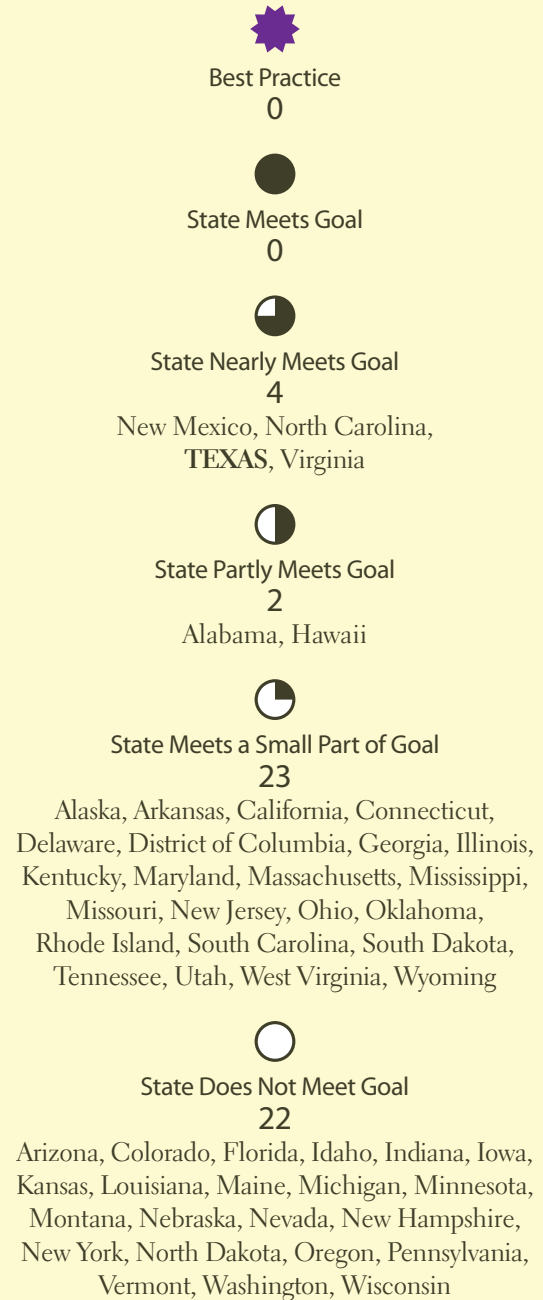 Best Practice
0
State Meets Goal
0
State Nearly Meets Goal
4
New Mexico, North Carolina,
TEXAS, Virginia
State Partly Meets Goal
2
Alabama, Hawaii
State Meets a Small Part of Goal
23
Alaska, Arkansas, California, Connecticut,
Delaware, District of Columbia, Georgia, Illinois,
Kentucky, Maryland, Massachusetts, Mississippi,
Missouri, New Jersey, Ohio, Oklahoma,
Rhode Island, South Carolina, South Dakota,
Tennessee, Utah, West Virginia, Wyoming
State Does Not Meet Goal
22
Arizona, Colorado, Florida, Idaho, Indiana, Iowa,
Kansas, Louisiana, Maine, Michigan, Minnesota,
Montana, Nebraska, Nevada, New Hampshire,
New York, North Dakota, Oregon, Pennsylvania,
Vermont, Washington, Wisconsin